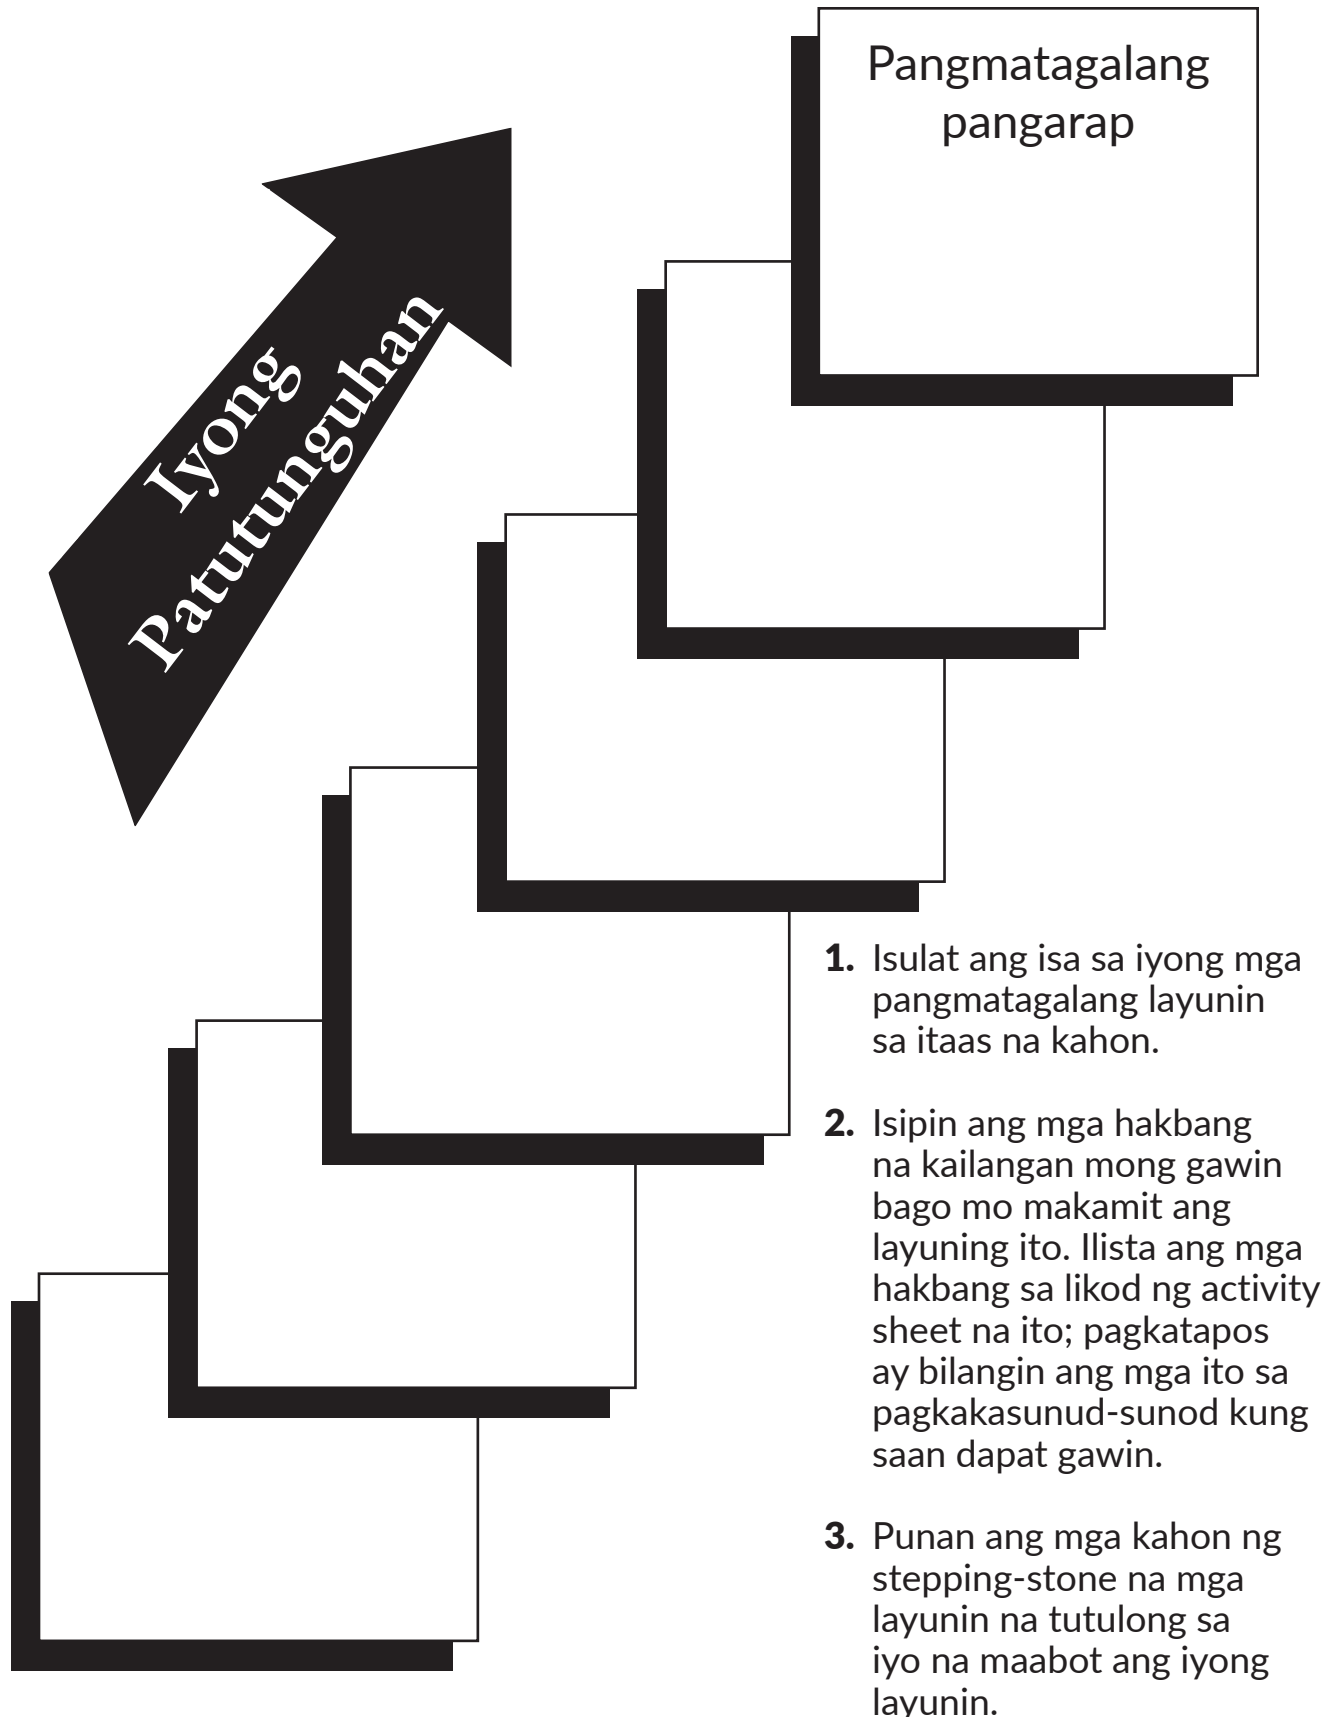 Pangmatagalang
pangarap
Iyong
Patutunguhan
1. Isulat ang isa sa iyong mga
pangmatagalang layunin
sa itaas na kahon.
2. Isipin ang mga hakbang
na kailangan mong gawin
bago mo makamit ang
layuning ito. Ilista ang mga
hakbang sa likod ng activity
sheet na ito; pagkatapos
ay bilangin ang mga ito sa
pagkakasunud-sunod kung
saan dapat gawin.
3. Punan ang mga kahon ng
stepping-stone na mga
layunin na tutulong sa
iyo na maabot ang iyong
layunin.